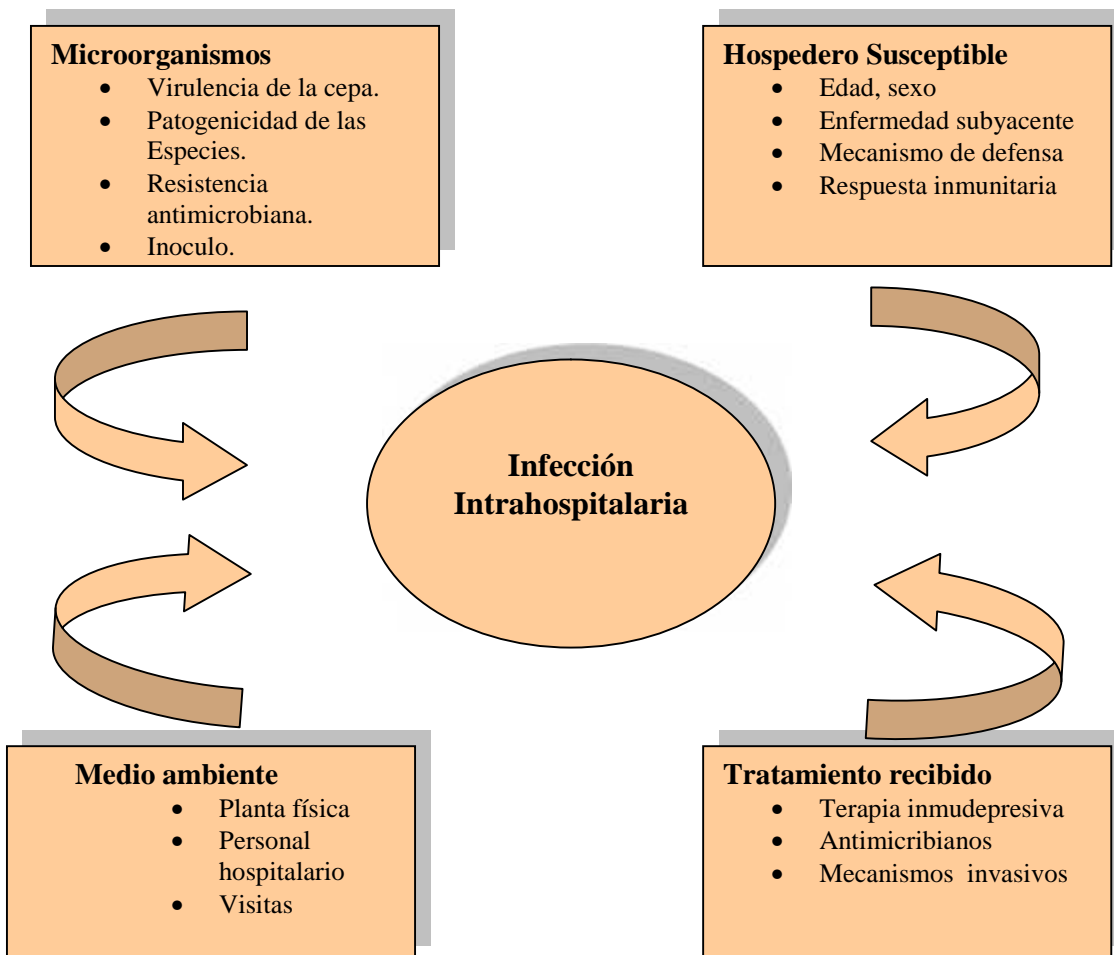 Microorganismos
• Virulencia de la cepa.
• Patogenicidad de las
Especies.
• Resistencia
antimicrobiana.
• Inoculo.
Hospedero Susceptible
• Edad, sexo
• Enfermedad subyacente
• Mecanismo de defensa
• Respuesta inmunitaria
Infección
Intrahospitalaria
Medio ambiente
• Planta física
• Personal
hospitalario
• Visitas
Tratamiento recibido
• Terapia inmudepresiva
• Antimicribianos
• Mecanismos invasivos